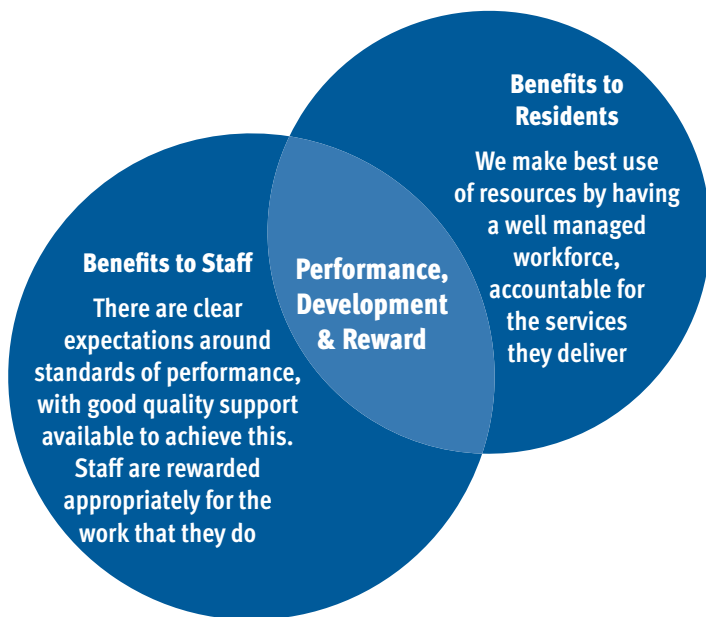 Benefits to
Residents
We make best use
of resources by having
a well managed
workforce,
accountable for
the services
they deliver
Benefits to Staff
There are clear
expectations around
standards of performance,
with good quality support
available to achieve this.
Staff are rewarded
appropriately for the
work that they do
Performance,
Development
& Reward